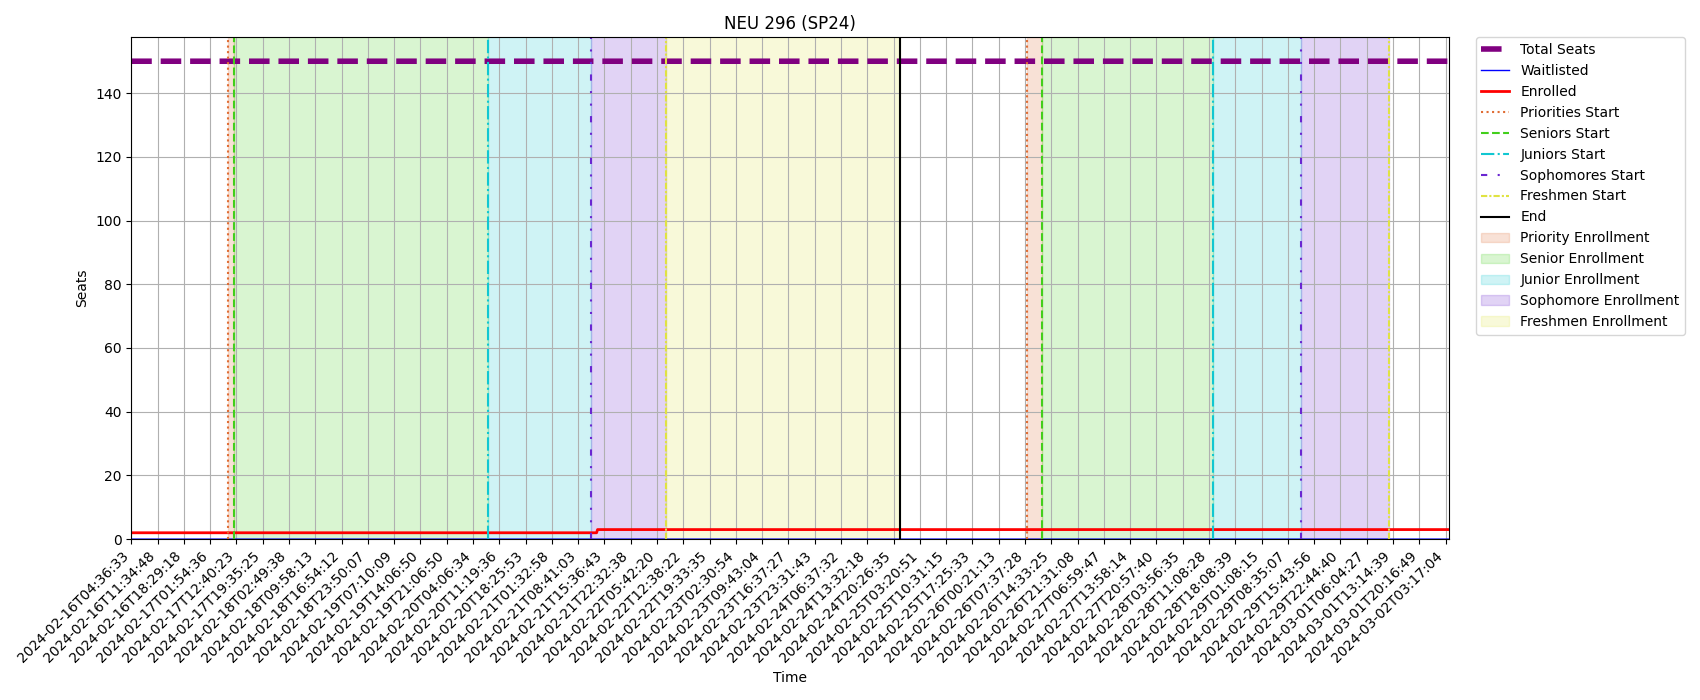 NEU 296 (SP24)
Seats
140
120
100
80
60
40
20
0
2024-02-16T04:36:33
2024-02-16T11:34:48
2024-02-16T18:29:18
2024-02-17T01:54:36
2024-02-17T12:40:23
2024-02-17T19:35:25
2024-02-18T02:49:38
2024-02-18T09:58:13
2024-02-18T16:54:12
2024-02-18T23:50:07
2024-02-19T07:10:09
2024-02-19T14:06:50
2024-02-19T21:06:50
2024-02-20T04:06:34
2024-02-20T11:19:36
2024-02-20T18:25:53
2024-02-21T01:32:58
2024-02-21T08:41:03
2024-02-21T15:36:43
2024-02-21T22:32:38
2024-02-22T05:42:20
2024-02-22T12:38:22
2024-02-22T19:33:35
2024-02-23T02:30:54
2024-02-23T09:43:04
2024-02-23T16:37:27
2024-02-23T23:31:43
2024-02-24T06:37:32
2024-02-24T13:32:18
2024-02-24T20:26:35
2024-02-25T03:20:51
2024-02-25T10:31:15
2024-02-25T17:25:33
2024-02-26T00:21:13
2024-02-26T07:37:28
2024-02-26T14:33:25
2024-02-26T21:31:08
2024-02-27T06:59:47
2024-02-27T13:58:14
2024-02-27T20:57:40
2024-02-28T03:56:35
2024-02-28T11:08:28
2024-02-28T18:08:39
2024-02-29T01:08:15
2024-02-29T08:35:07
2024-02-29T15:43:56
2024-02-29T22:44:40
2024-03-01T06:04:27
2024-03-01T13:14:39
2024-03-01T20:16:49
2024-03-02T03:17:04
Time
Total Seats
Waitlisted
Enrolled
Priorities Start
Seniors Start
Juniors Start
Sophomores Start
Freshmen Start
End
Priority Enrollment
Senior Enrollment
Junior Enrollment
Sophomore Enrollment
Freshmen Enrollment